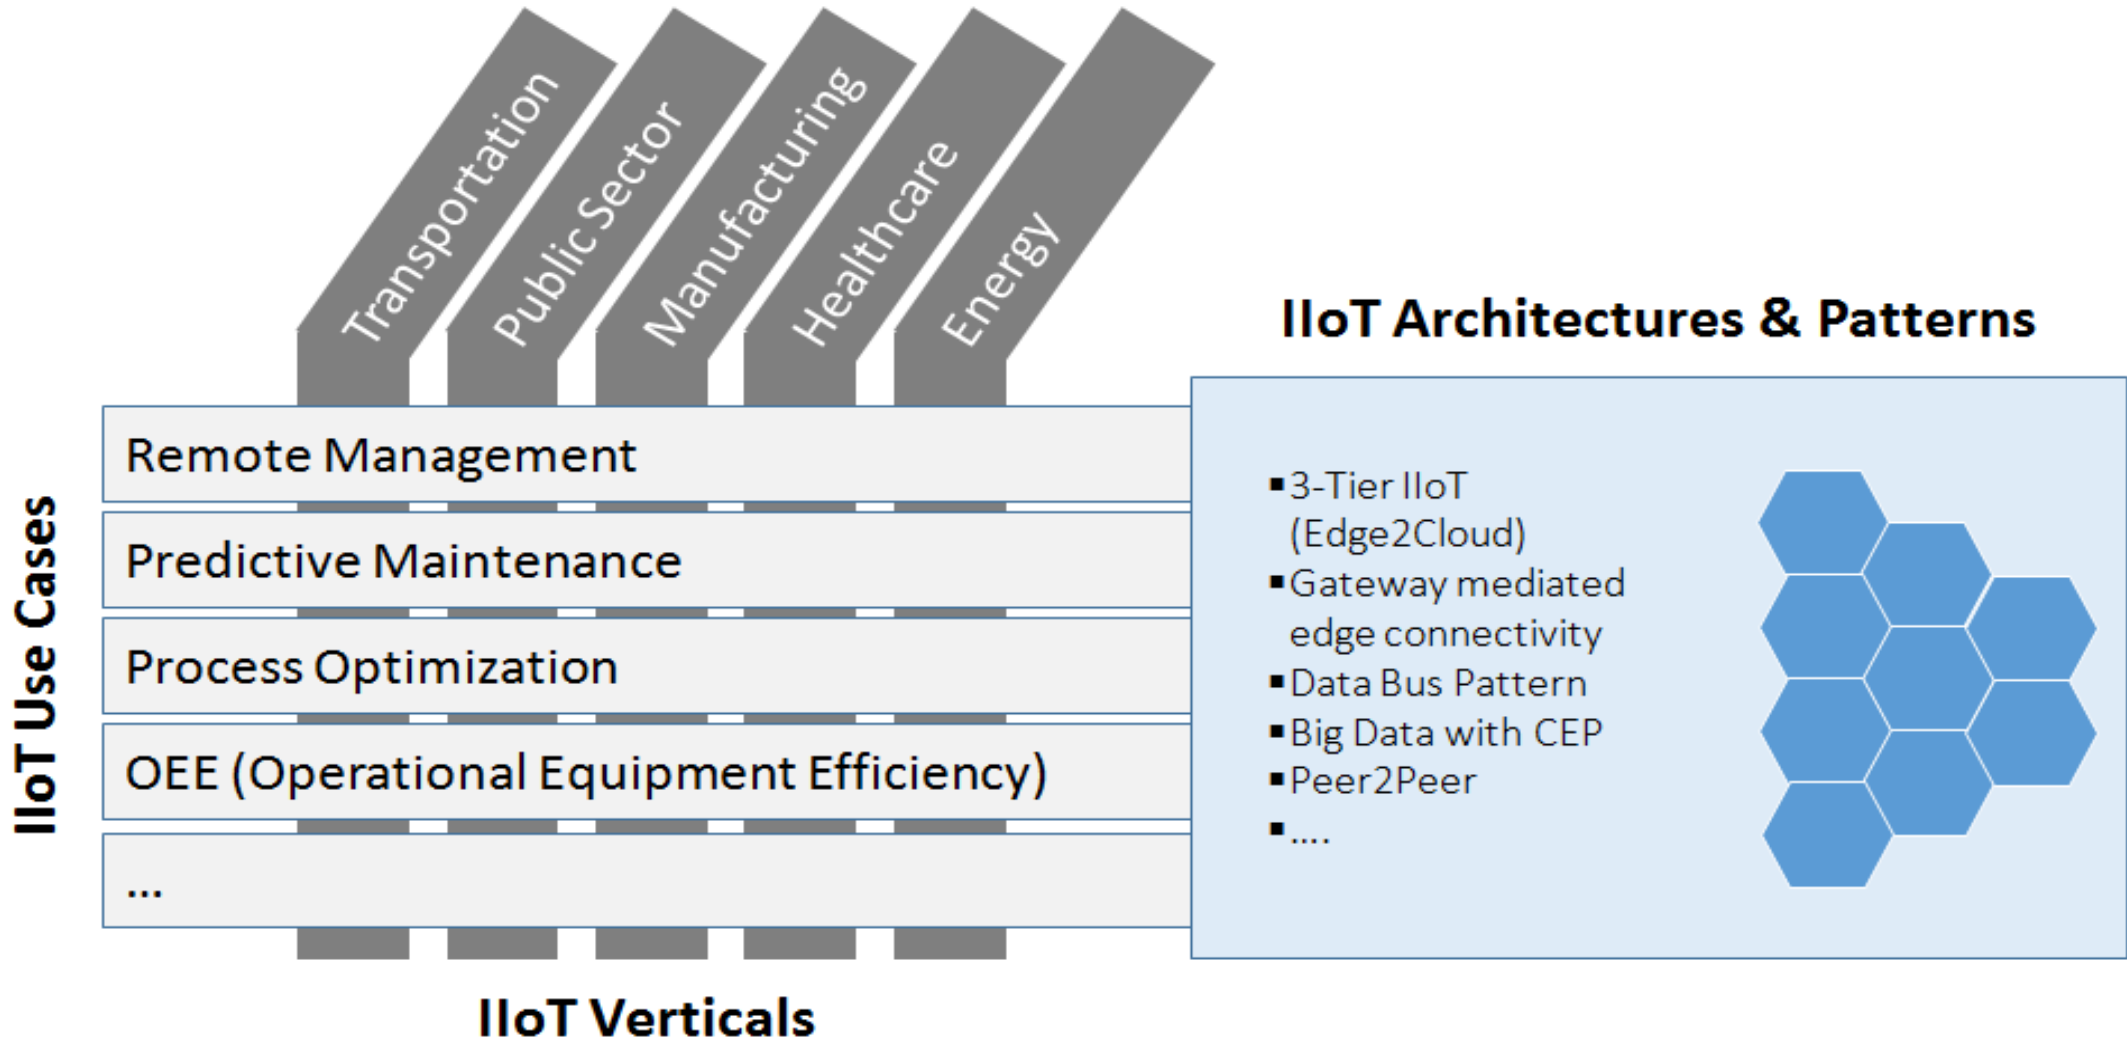 Transportation
Public Sector
Manufacturing
Healthcare
Energy
IIoT Architectures & Patterns
IIoT Use Cases
Remote Management
Predictive Maintenance
Process Optimization
OEE (Operational Equipment Efficiency)
...
▪3-Tier IIoT
(Edge2Cloud)
▪Gateway mediated
edge connectivity
▪Data Bus Pattern
▪Big Data with CEP
▪Peer2Peer
▪....
IIoT Verticals